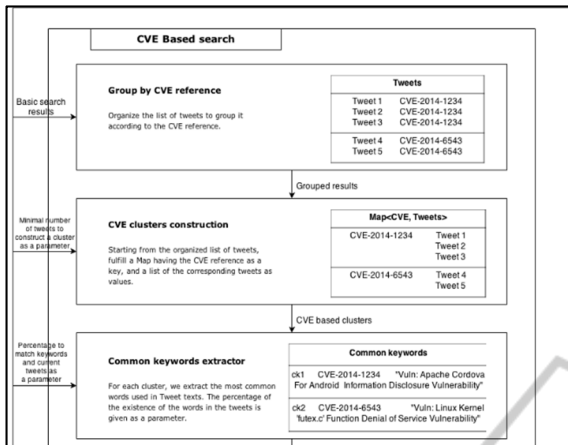 CVE Based search
Basic search
results
Group by CVE reference
Organize the list of tweets to group it
according to the CVE reference.
Tweets
Tweet 1 CVE-2014-1234
Tweet 2 CVE-2014-1234
Tweet 3 CVE-2014-1234
Tweet 4 CVE-2014-6543
Tweet 5 CVE-2014-6543
Grouped results
Minimal number
of tweets to
construct a cluster
as a parameter
CVE clusters construction
Starting from the organized list of tweets,
fulfill a Map having the CVE reference as a
key, and a list of the corresponding tweets as
values.
Map<CVE, Tweets>
CVE-2014-1234 Tweet 1
Tweet 2
Tweet 3
CVE-2014-6543 Tweet 4
Tweet 5
CVE based clusters
Percentage to
match keywords
and current
tweets as
a parameter
Common keywords extractor
For each cluster, we extract the most common
words used in Tweet texts. The percentage of
the existence of the words in the tweets is
given as a parameter.
Common keywords
ck1 CVE-2014-1234 "Vuln: Apache Cordova
For Android Information Disclosure Vulnerability"
ck2 CVE-2014-6543 "Vuln: Linux Kernel
'futex.c' Function Denial of Service Vulnerability"